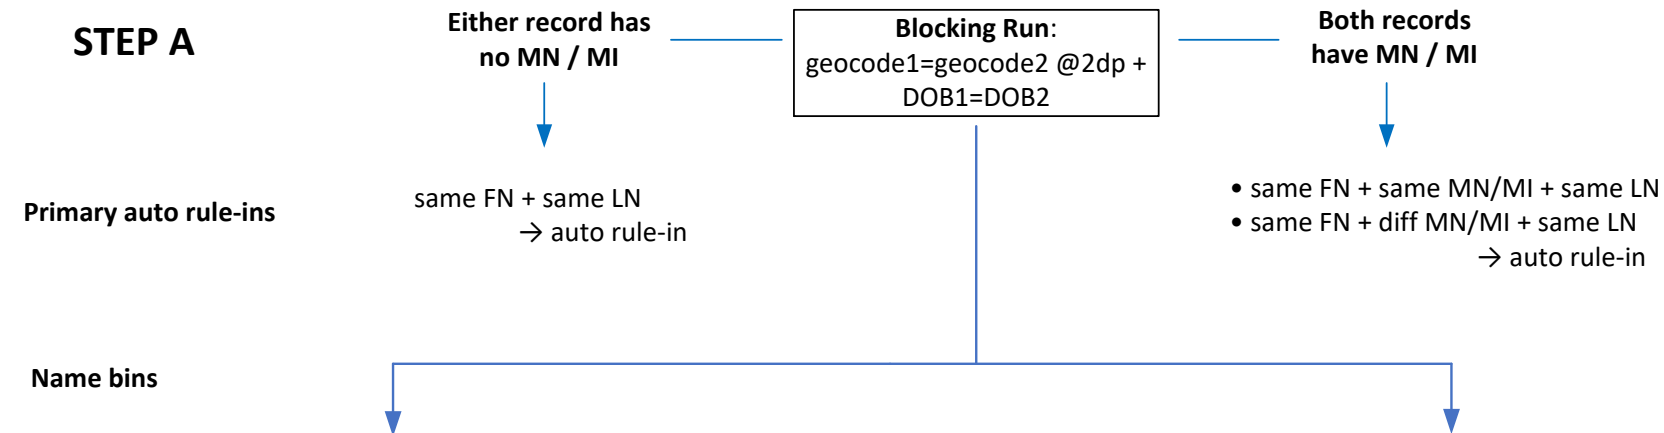 STEP A
Either record has
no MN / MI
Blocking Run:
geocode1=geocode2 @2dp +
DOB1=DOB2
Both records
have MN / MI
Primary auto rule-ins
same FN + same LN
→ auto rule-in
• same FN + same MN/MI + same LN
• same FN + diff MN/MI + same LN
→ auto rule-in
Name bins